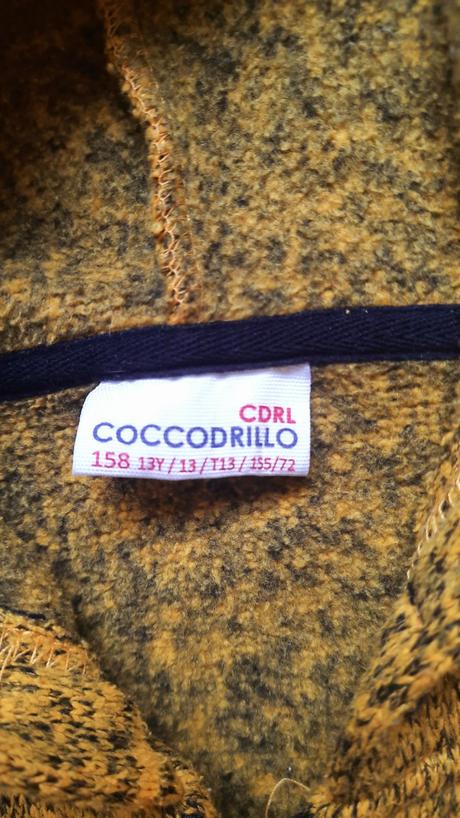 CDRL
COCCODRILLO
158 13Y / 13 / T13 / 155/72